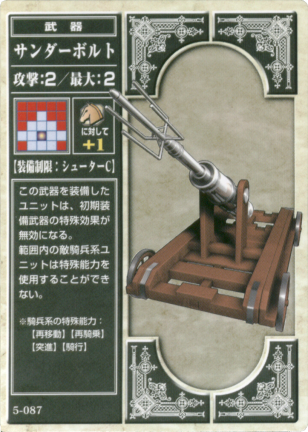 武器
サンダーボルト
攻撃:2／最大:2
に対して
+1
【装備制限：シューターC】
この武器を装備した
ユニットは、初期装
備武器の特殊効果が
無効になる。
範囲内の敵騎兵系ユ
ニットは特殊能力を
使用することができ
ない。
※騎兵系の特殊能力：
【再移動】【再騎乗】
【突進】【騎行】
5-087